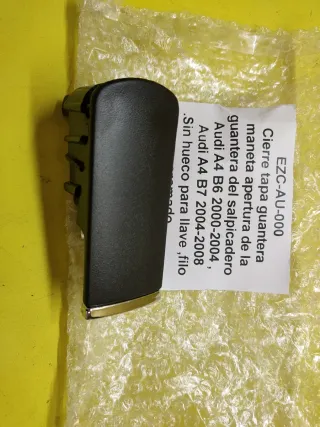 EZC-AU-000
Cierre tapa guantera
maneta apertura de la
guantera del salpicadero
Audi A4 B6 2000-2004 ,
Audi A4 B7 2004-2008
.Sin hueco para llave ,filo